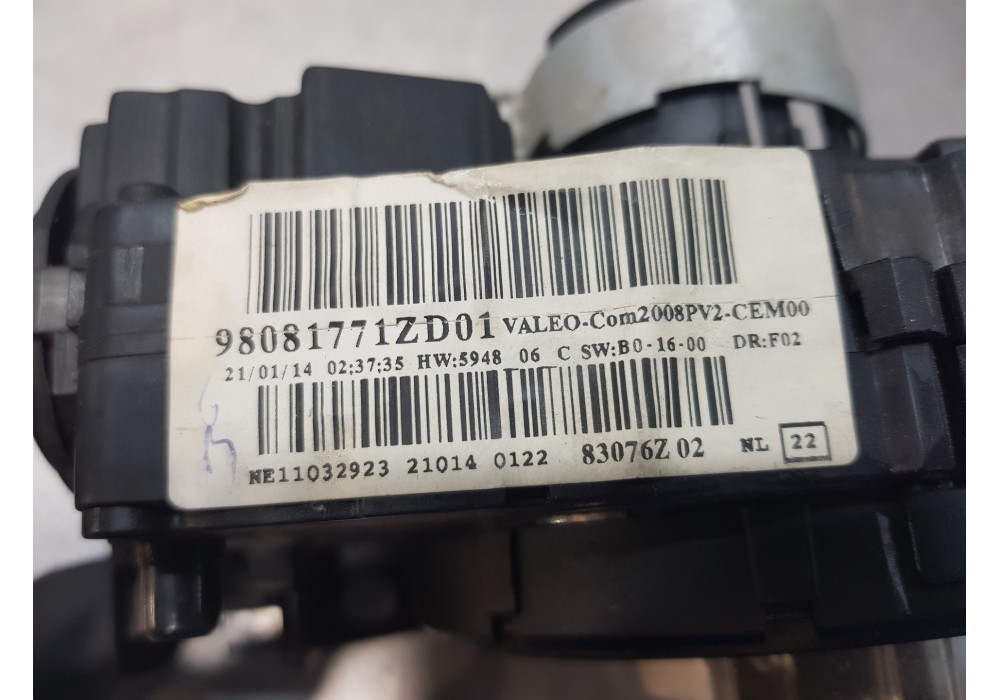 98081771ZD01 VALEO-Com2008PV2-CEM00
21/01/14 02:37:35 HW:5948 06 C SW:B0-16-00 DR:F02
NE11032923 21014 0122 83076Z 02 NL 22